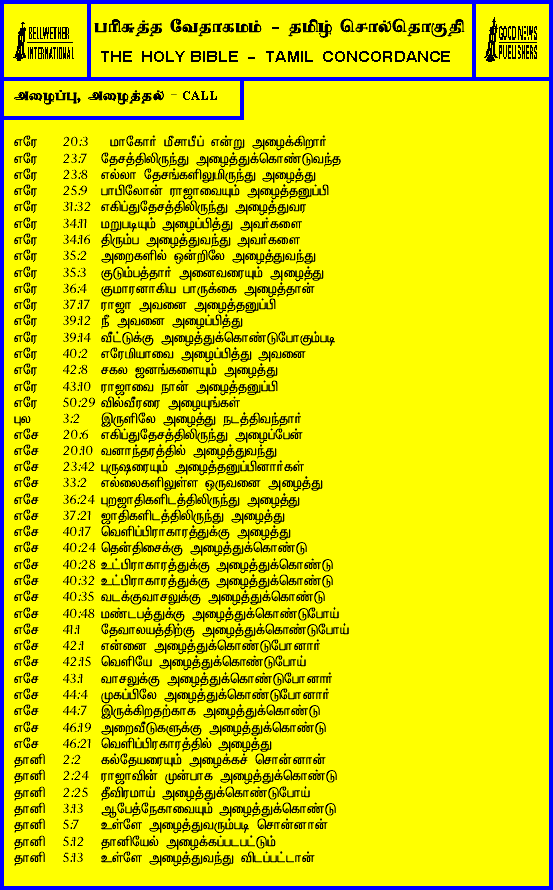 BELLWETHER
INTERNATIONAL
பரிசுத்த வேதாகமம் - தமிழ் சொல்தொகுதி
THE HOLY BIBLE - TAMIL CONCORDANCE
GOOD NEWS
PUBLISHERS
அழைப்பு, அழைத்தல் - CALL
எரே 20:3 மாகோர் மீசாபீப் என்று அழைக்கிறார்
எரே 23:7 தேசத்திலிருந்து அழைத்துக்கொண்டுவந்த
எரே 23:8 எல்லா தேசங்களிலுமிருந்து அழைத்து
எரே 25:9 பாபிலோன் ராஜாவையும் அழைத்தனுப்பி
எரே 31:32 எகிப்துதேசத்திலிருந்து அழைத்துவர
எரே 34:11 மறுபடியும் அழைப்பித்து அவர்களை
எரே 34:16 திரும்ப அழைத்துவந்து அவர்களை
எரே 35:2 அறைகளில் ஒன்றிலே அழைத்துவந்து
எரே 35:3 குடும்பத்தார் அனைவரையும் அழைத்து
எரே 36:4 குமாரனாகிய பாருக்கை அழைத்தான்
எரே 37:17 ராஜா அவனை அழைத்தனுப்பி
எரே 39:12 நீ அவனை அழைப்பித்து
எரே 39:14 வீட்டுக்கு அழைத்துக்கொண்டுபோகும்படி
எரே 40:2 எரேமியாவை அழைப்பித்து அவனை
எரே 42:8 சகல ஜனங்களையும் அழைத்து
எரே 43:10 ராஜாவை நான் அழைத்தனுப்பி
எரே 50:29 வில்வீரரை அழையுங்கள்
புல 3:2 இருளிலே அழைத்து நடத்திவந்தார்
எசே 20:6 எகிப்துதேசத்திலிருந்து அழைப்பேன்
எசே 20:10 வனாந்தரத்தில் அழைத்துவந்து
எசே 23:42 புருஷரையும் அழைத்தனுப்பினார்கள்
எசே 33:2 எல்லைகளிலுள்ள ஒருவனை அழைத்து
எசே 36:24 புறஜாதிகளிடத்திலிருந்து அழைத்து
எசே 37:21 ஜாதிகளிடத்திலிருந்து அழைத்து
எசே 40:17 வெளிப்பிராகாரத்துக்கு அழைத்து
எசே 40:24 தென்திசைக்கு அழைத்துக்கொண்டு
எசே 40:28 உட்பிராகாரத்துக்கு அழைத்துக்கொண்டு
எசே 40:32 உட்பிராகாரத்துக்கு அழைத்துக்கொண்டு
எசே 40:35 வடக்குவாசலுக்கு அழைத்துக்கொண்டு
எசே 40:48 மண்டபத்துக்கு அழைத்துக்கொண்டுபோய்
எசே 41:1 தேவாலயத்திற்கு அழைத்துக்கொண்டுபோய்
எசே 42:1 என்னை அழைத்துக்கொண்டுபோனார்
எசே 42:15 வெளியே அழைத்துக்கொண்டுபோய்
எசே 43:1 வாசலுக்கு அழைத்துக்கொண்டுபோனார்
எசே 44:4 முகப்பிலே அழைத்துக்கொண்டுபோனார்
எசே 44:7 இருக்கிறதற்காக அழைத்துக்கொண்டு
எசே 46:19 அறைவீடுகளுக்கு அழைத்துக்கொண்டு
எசே 46:21 வெளிப்பிரகாரத்தில் அழைத்து
தானி 2:2 கல்தேயரையும் அழைக்கச் சொன்னான்
தானி 2:24 ராஜாவின் முன்பாக அழைத்துக்கொண்டு
தானி 2:25 தீவிரமாய் அழைத்துக்கொண்டுபோய்
தானி 3:13 ஆபேத்நேகாவையும் அழைத்துக்கொண்டு
தானி 5:7 உள்ளே அழைத்துவரும்படி சொன்னான்
தானி 5:12 தானியேல் அழைக்கப்படபட்டும்
தானி 5:13 உள்ளே அழைத்துவந்து விடப்பட்டான்